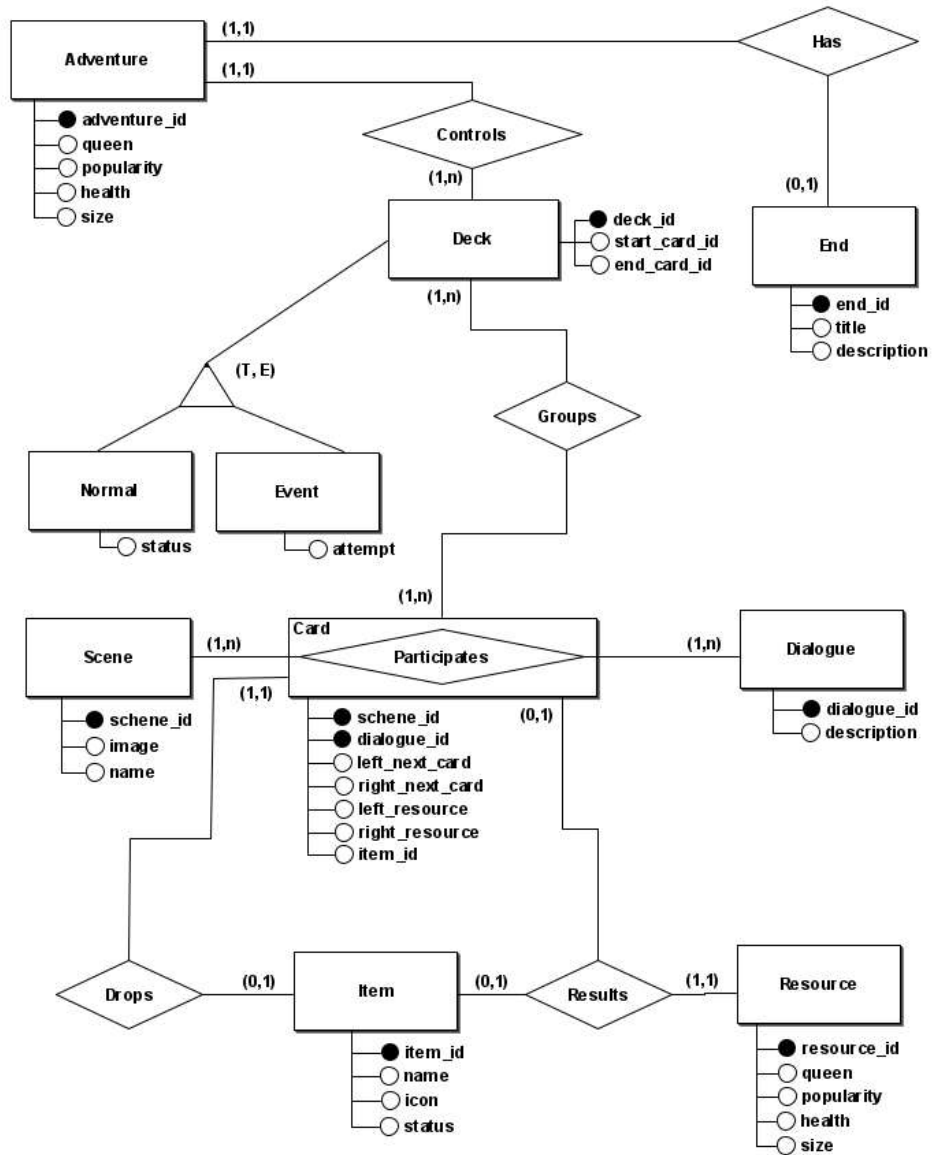 (1,1)
Has
Adventure
(1,1)
adventure_id
queen
popularity
health
size
Controls
(1,n)
(0,1)
Deck
deck_id
start_card_id
end_card_id
End
(1,n)
end_id
title
description
(T, E)
Groups
Normal
status
Event
attempt
(1,n)
Card
Participates
Scene
(1,n)
(1,n)
Dialogue
(1,1)
(0,1)
schene_id
image
name
schene_id
dialogue_id
left_next_card
right_next_card
left_resource
right_resource
item_id
dialogue_id
description
Drops
(0,1)
Item
(0,1)
Results
(1,1)
Resource
item_id
name
icon
status
resource_id
queen
popularity
health
size